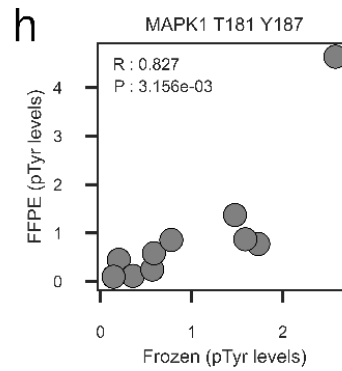 h
MAPK1 T181 Y187
R : 0.827
P : 3.156e-03
FFPE (pTyr levels)
4
3
2
1
0
0 1 2
Frozen (pTyr levels)